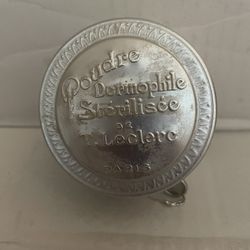 Poudre
Dermophile
Stérilisée
DE
T. Leclerc
PARIS